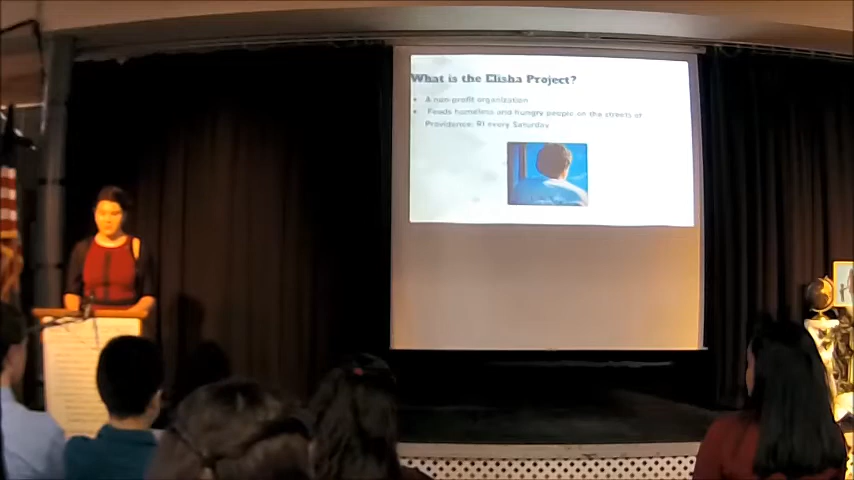 What is the Elisha Project?
• A non-profit organization
• Feeds homeless and hungry people on the streets of
Providence, RI every Saturday